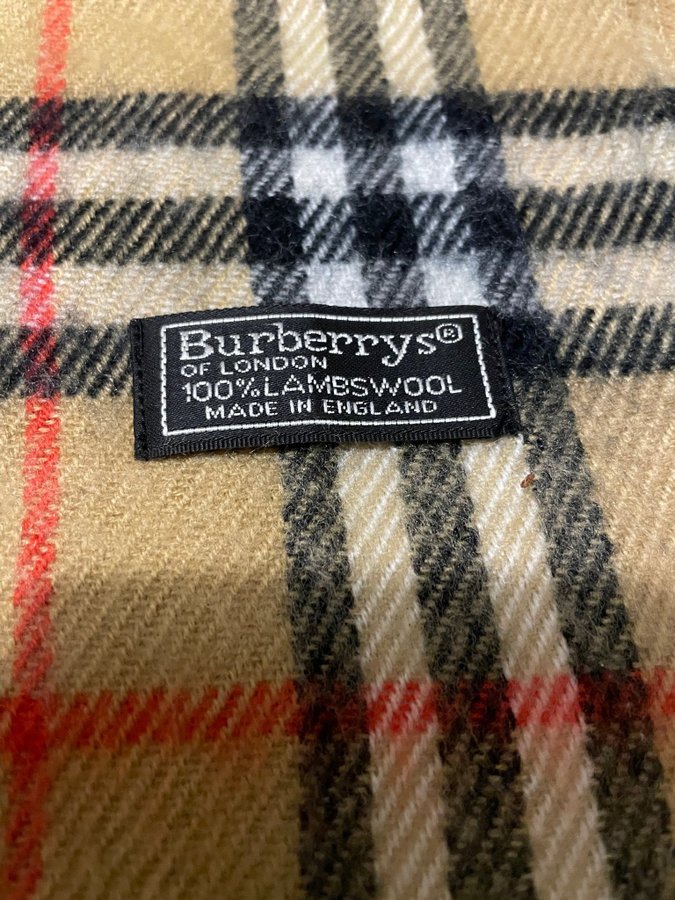 Burberrys®
OF LONDON
100% LAMBSWOOL
MADE IN ENGLAND